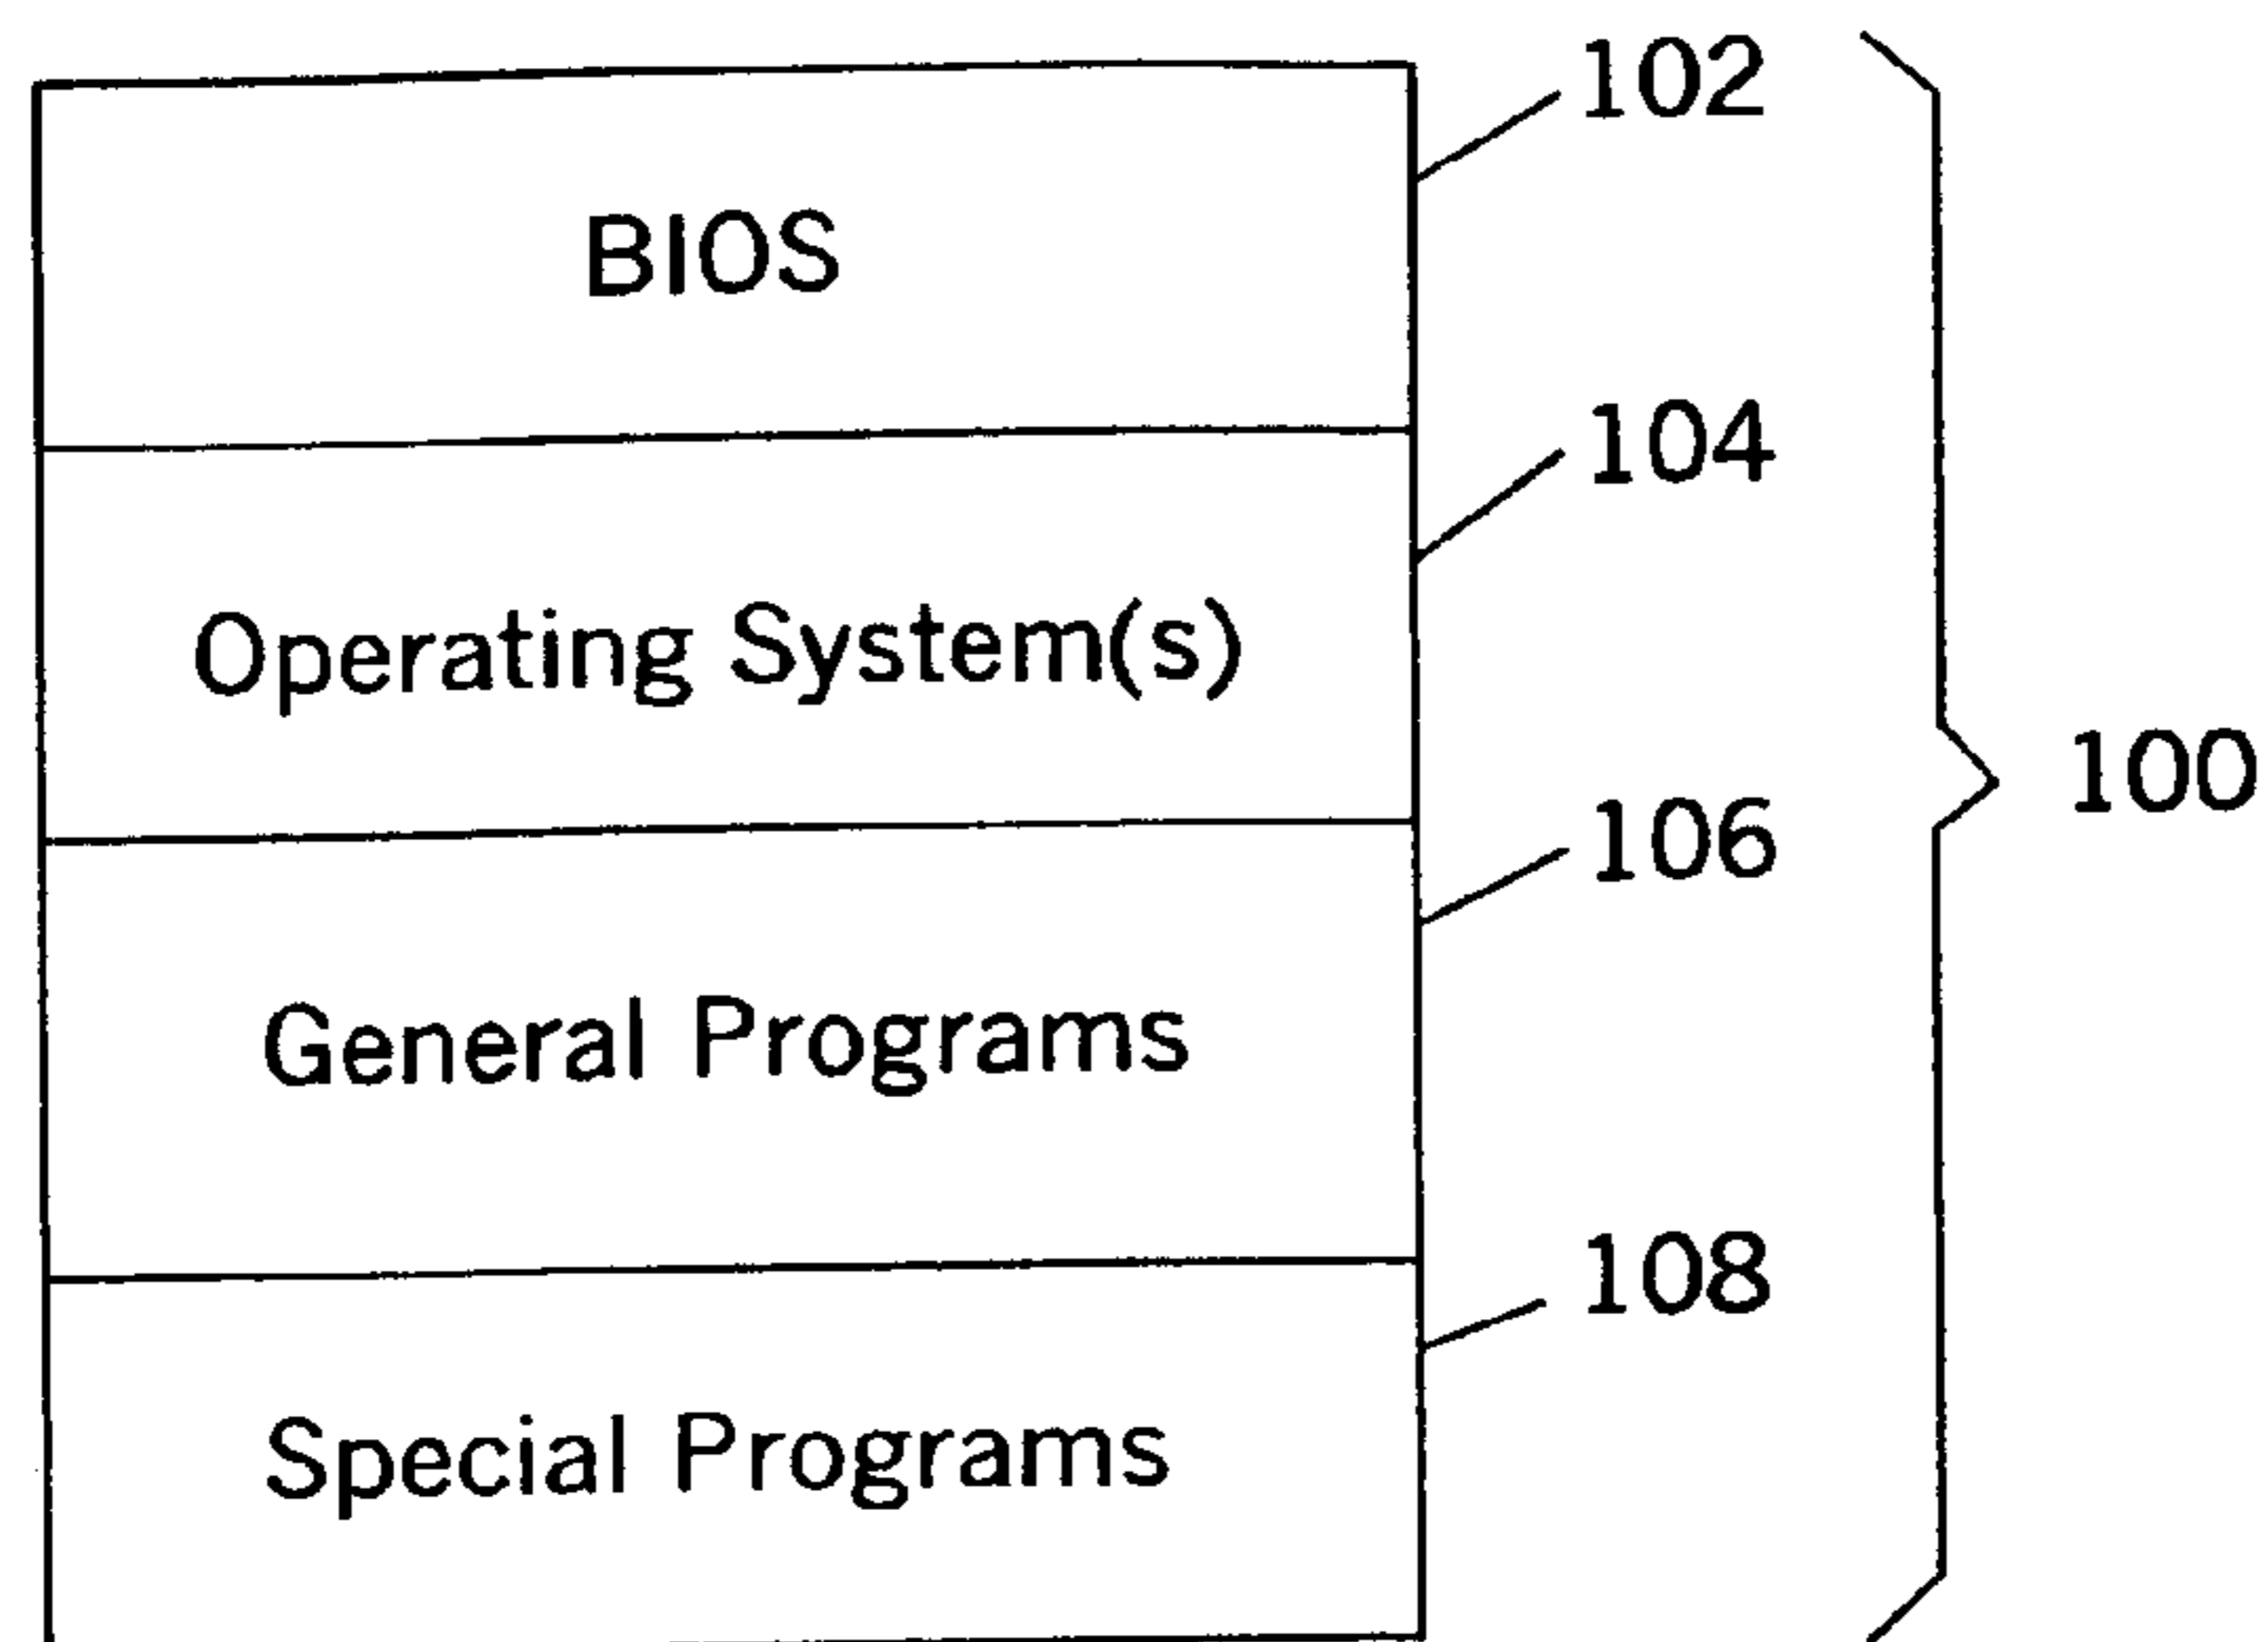 102
BIOS
104
Operating System(s)
100
106
General Programs
108
Special Programs